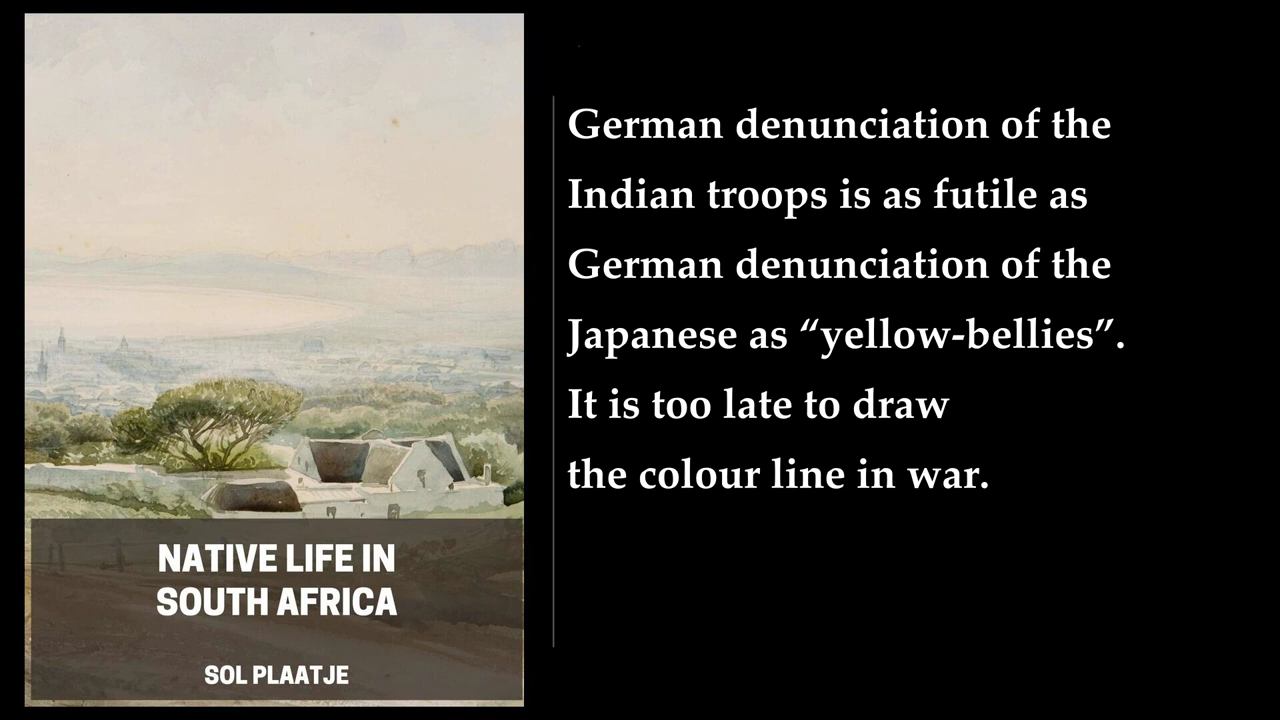 NATIVE LIFE IN
SOUTH AFRICA
SOL PLAATJE
German denunciation of the
Indian troops is as futile as
German denunciation of the
Japanese as “yellow-bellies”.
It is too late to draw
the colour line in war.